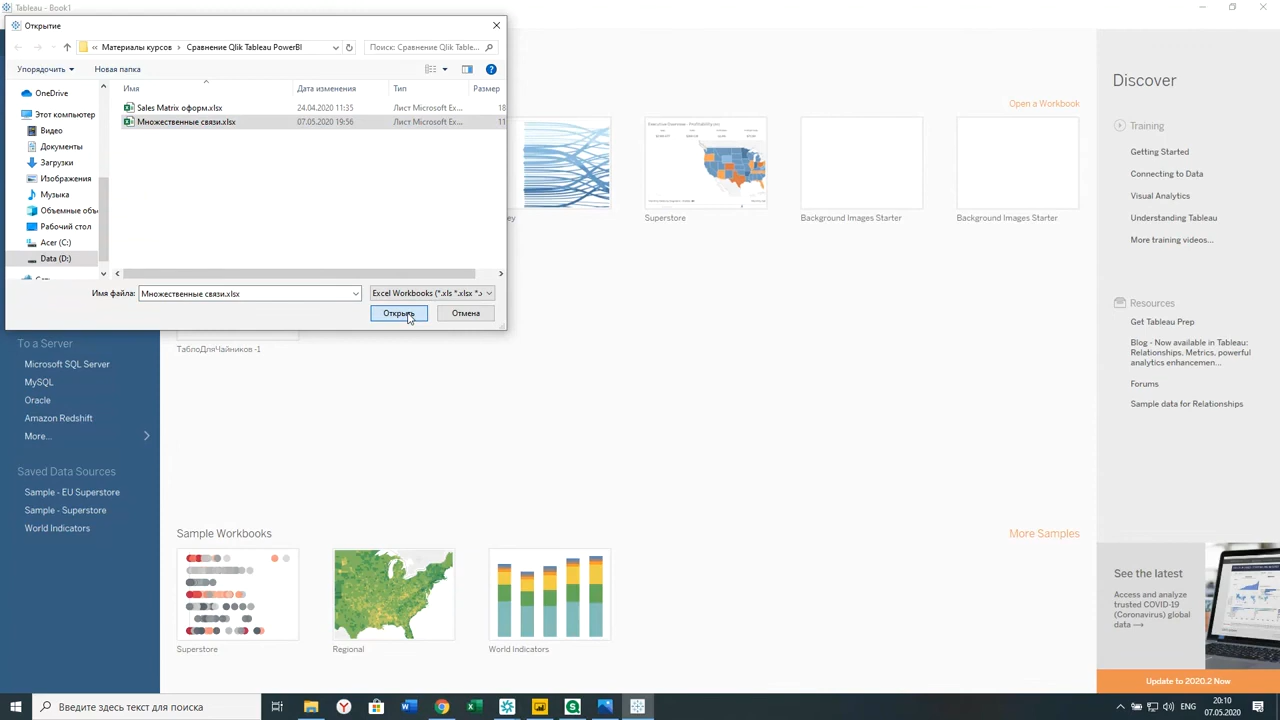 Tableau - Book1
Открытие
« Материалы курсов › Сравнение Qlik Tableau PowerBI
Поиск: Сравнение Qlik Table...
Упорядочить
Новая папка
Имя
Дата изменения
Тип
Размер
OneDrive
Этот компьютер
Видео
Документы
Загрузки
Изображения
Музыка
Объемные объ
Рабочий стол
Acer (C:)
Data (D:)
Sales Matrix оформ.xlsx
24.04.2020 11:35
Лист Microsoft Ex...
18
Множественные связи.xlsx
07.05.2020 19:56
Лист Microsoft Ex...
11
Имя файла:
Множественные связи.xlsx
Excel Workbooks (*.xls *.xlsx *.
Открыть
Отмена
Open a Workbook
ey
Superstore
Background Images Starter
Background Images Starter
ТаблоДляЧайников -1
To a Server
Microsoft SQL Server
MySQL
Oracle
Amazon Redshift
More...
Saved Data Sources
Sample - EU Superstore
Sample - Superstore
World Indicators
Sample Workbooks
More Samples
Superstore
Regional
World Indicators
Discover
Training
Getting Started
Connecting to Data
Visual Analytics
Understanding Tableau
More training videos...
Resources
Get Tableau Prep
Blog - Now available in Tableau:
Relationships, Metrics, powerful
analytics enhancemen...
Forums
Sample data for Relationships
See the latest
Access and analyze
trusted COVID-19
(Coronavirus) global
data →
Update to 2020.2 Now
Введите здесь текст для поиска
ENG
20:10
07.05.2020